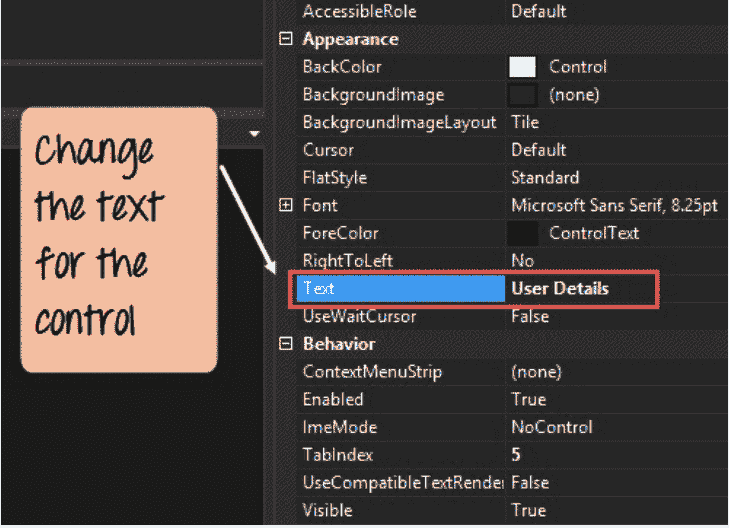 AccessibleRole Default
Appearance
BackColor Control
BackgroundImage (none)
BackgroundImageLayout Tile
Cursor Default
FlatStyle Standard
Font Microsoft Sans Serif, 8.25pt
ForeColor ControlText
RightToLeft No
Text User Details
UseWaitCursor False
Behavior
ContextMenuStrip (none)
Enabled True
ImeMode NoControl
TabIndex 5
UseCompatibleTextRender False
Visible True
Change
the text
for the
control